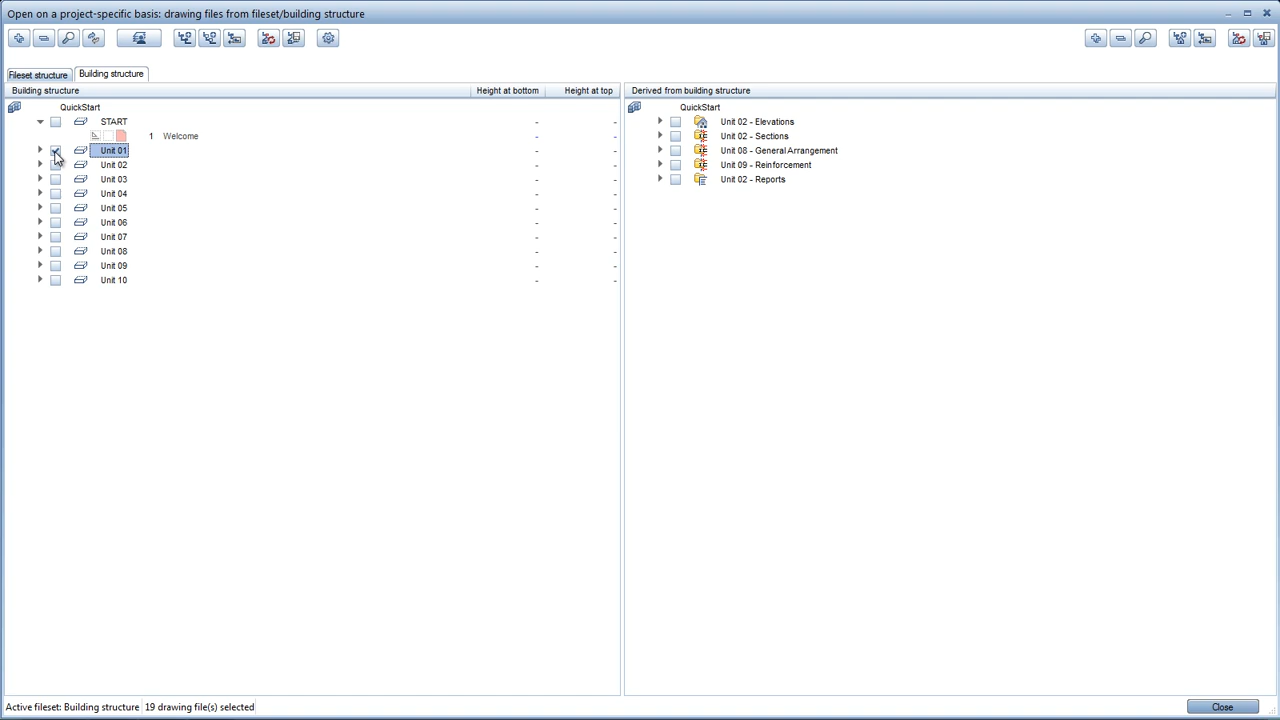 Open on a project-specific basis: drawing files from fileset/building structure
Fileset structure
Building structure
Building structure
Height at bottom
Height at top
Derived from building structure
QuickStart
START - -
1 Welcome
Unit 01 - -
Unit 02 - -
Unit 03 - -
Unit 04 - -
Unit 05 - -
Unit 06 - -
Unit 07 - -
Unit 08 - -
Unit 09 - -
Unit 10 - -
QuickStart
Unit 02 - Elevations
Unit 02 - Sections
Unit 08 - General Arrangement
Unit 09 - Reinforcement
Unit 02 - Reports
Active fileset: Building structure
19 drawing file(s) selected
Close